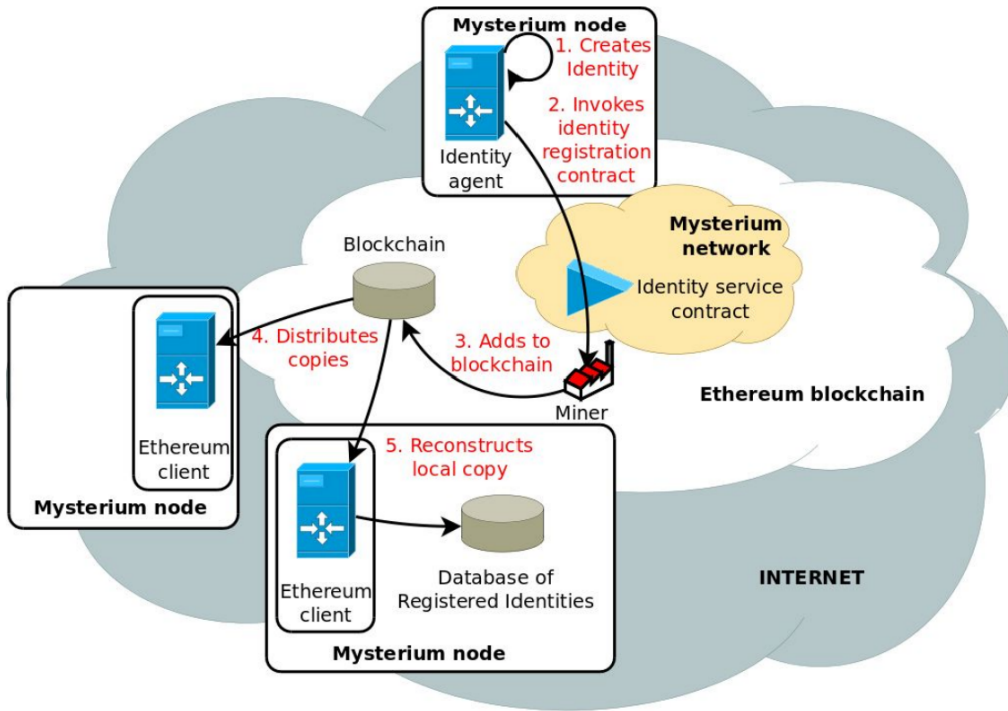 Mysterium node
1. Creates
Identity
2. Invokes
identity
registration
contract
Identity
agent
Mysterium
network
Identity service
contract
Blockchain
4. Distributes
copies
3. Adds to
blockchain
Miner
Ethereum blockchain
Ethereum
client
Mysterium node
5. Reconstructs
local copy
Ethereum
client
Database of
Registered Identities
Mysterium node
INTERNET